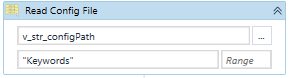 Read Config File
v_str_configPath
...
"Keywords"
Range